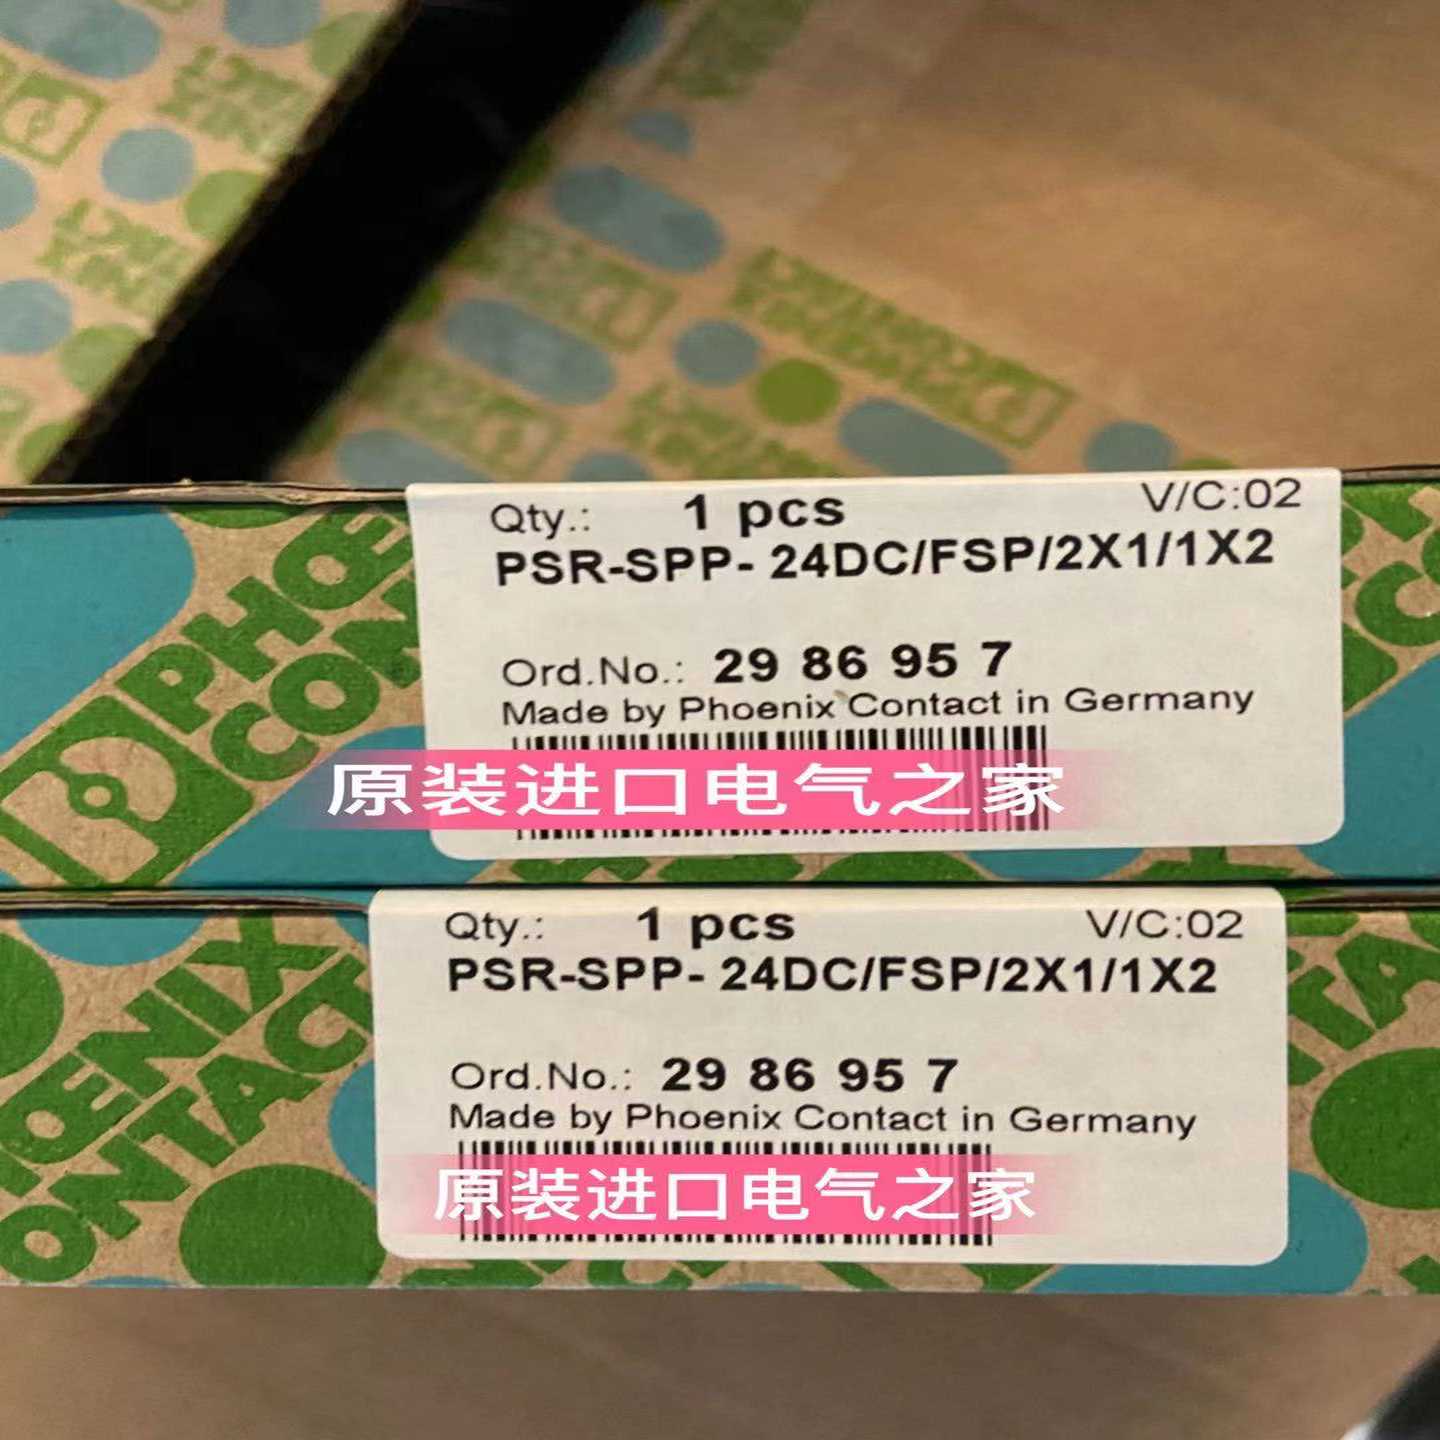 Qty.: 1 pcs V/C:02
PSR-SPP- 24DC/FSP/2X1/1X2
Ord.No.: 29 86 95 7
Made by Phoenix Contact in Germany
原装进口电气之家
PHOENIX
CONTACT
Qty.: 1 pcs V/C:02
PSR-SPP- 24DC/FSP/2X1/1X2
Ord.No.: 29 86 95 7
Made by Phoenix Contact in Germany
原装进口电气之家